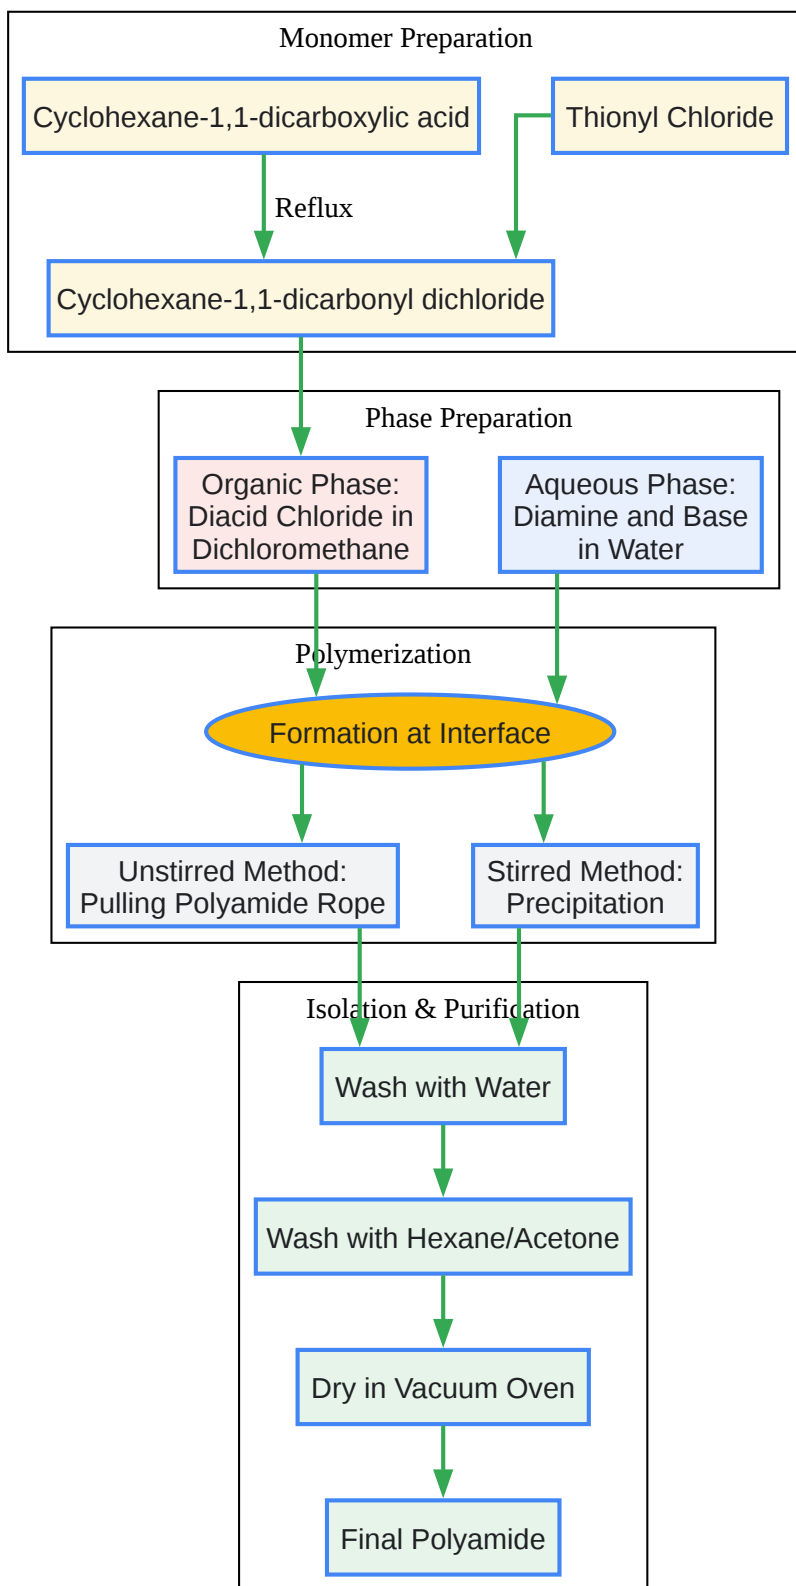 Monomer Preparation
Cyclohexane-1,1-dicarboxylic acid
Thionyl Chloride
Reflux
Cyclohexane-1,1-dicarbonyl dichloride
Phase Preparation
Organic Phase:
Diacid Chloride in
Dichloromethane
Aqueous Phase:
Diamine and Base
in Water
Polymerization
Formation at Interface
Unstirred Method:
Pulling Polyamide Rope
Stirred Method:
Precipitation
Isolation & Purification
Wash with Water
Wash with Hexane/Acetone
Dry in Vacuum Oven
Final Polyamide